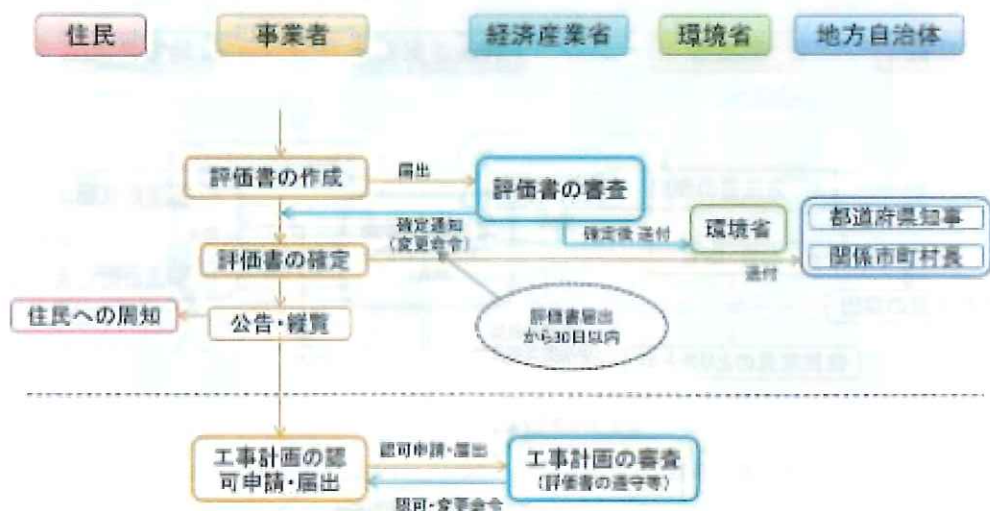 住民
事業者
経済産業省
環境省
地方自治体
評価書の作成
届出
評価書の審査
確定通知
(変更命令)
確定後 送付
環境省
都道府県知事
関係市町村長
評価書の確定
送付
住民への周知
公告・縦覧
評価書届出
から30日以内
工事計画の認
可申請・届出
認可申請・届出
工事計画の審査
(評価書の遵守等)
認可・変更命令